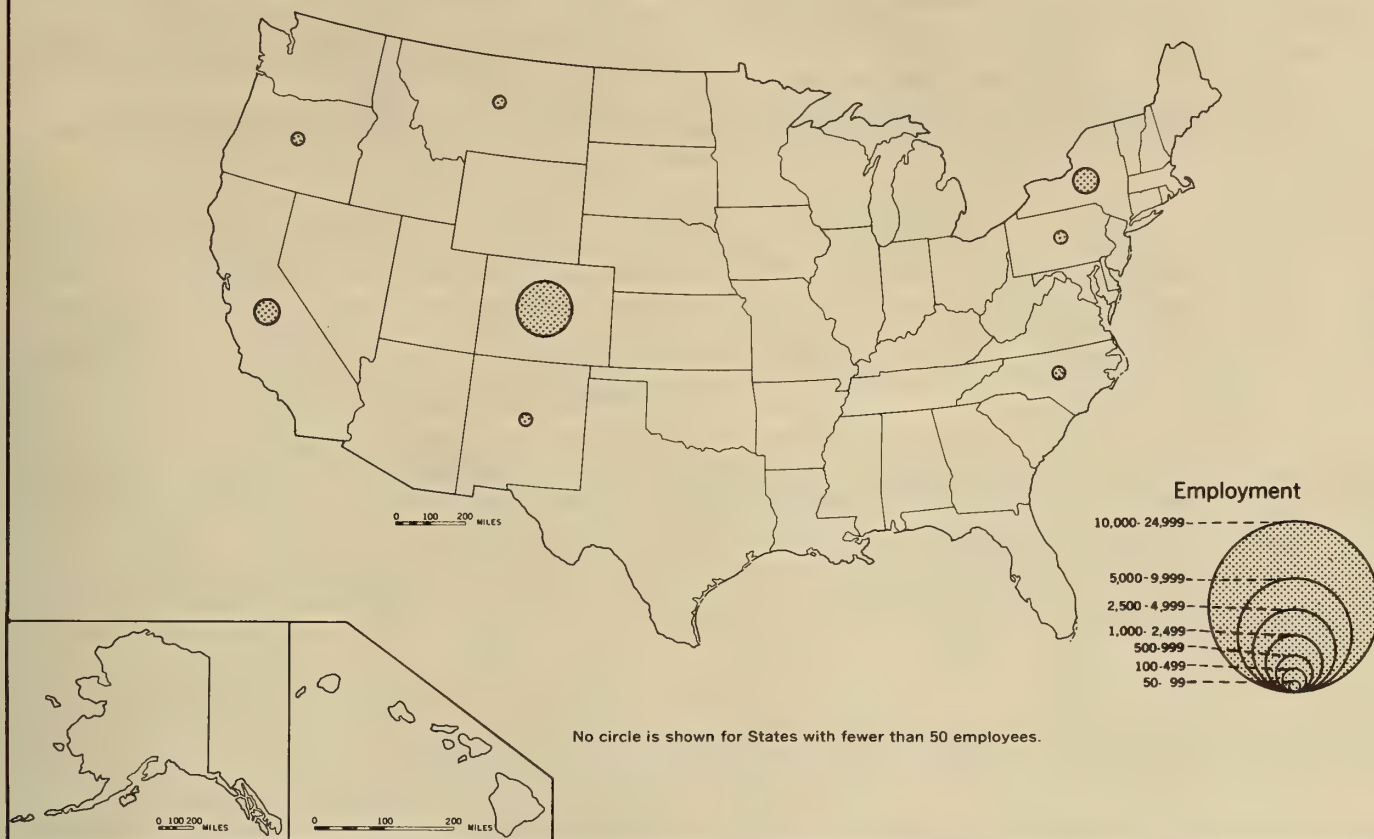 0 100 200 MILES
Employment
10,000- 24,999
5,000-9,999
2,500-4,999
1,000- 2,499
500-999
100-499
50- 99
No circle is shown for States with fewer than 50 employees.
0 100 200 MILES
0 100 200 MILES